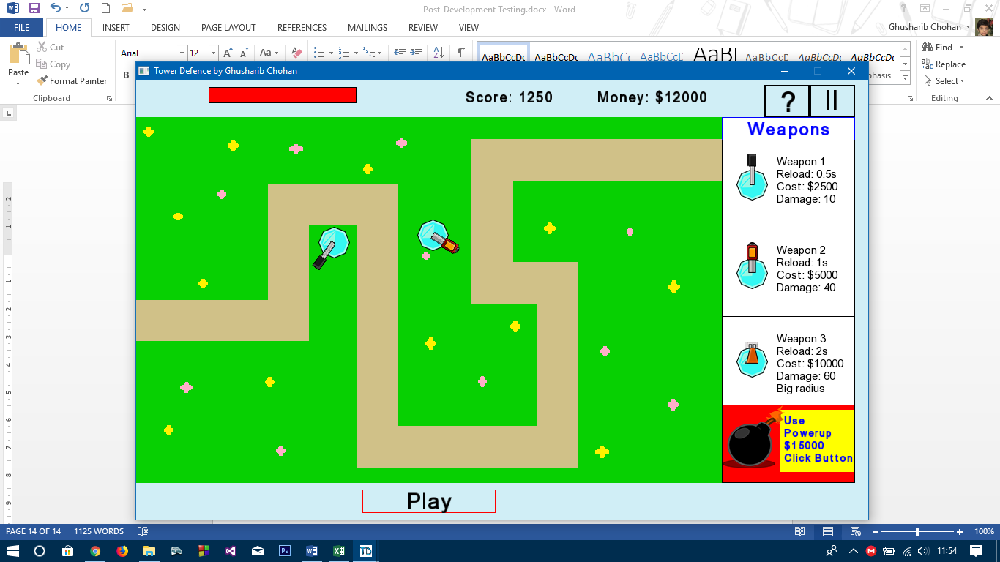 Post-Development Testing.docx - Word
FILE HOME INSERT DESIGN PAGE LAYOUT REFERENCES MAILINGS REVIEW VIEW Ghusharib Chohan
Paste
Cut
Copy
Format Painter
Clipboard
Arial 12
B
AaBbCcDc AaBbCcDc AaBbC AaBbCcD AaB AaBbCcD AaBbCcDc AaBbCcDc
phasis
Find
Replace
Select
Editing
Tower Defence by Ghusharib Chohan
Score: 1250 Money: $12000 ? ||
Weapons
Weapon 1
Reload: 0.5s
Cost: $2500
Damage: 10
Weapon 2
Reload: 1s
Cost: $5000
Damage: 40
Weapon 3
Reload: 2s
Cost: $10000
Damage: 60
Big radius
Use
Powerup
$15000
Click Button
Play
PAGE 14 OF 14 1125 WORDS 100%
11:54